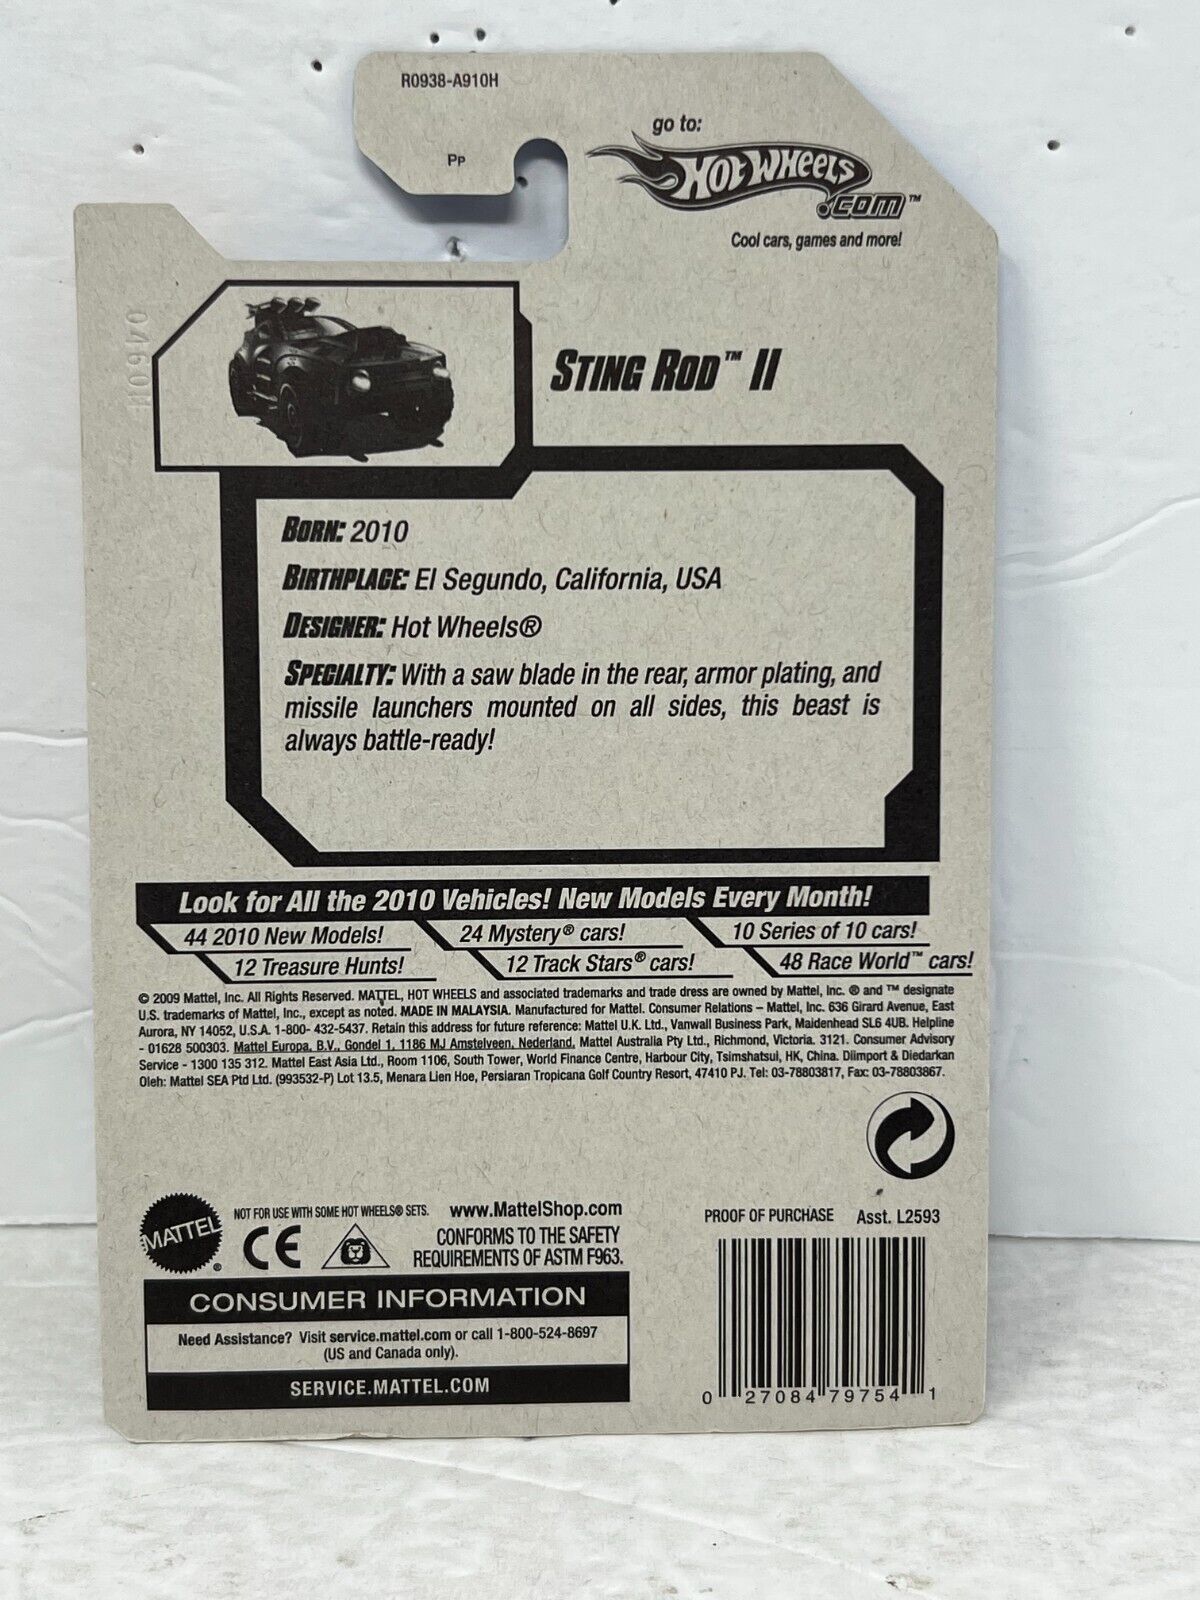 R0938-A910H
Pp
go to:
HOT WHEELS
.COM™
Cool cars, games and more!
STING ROD™ II
BORN: 2010
BIRTHPLACE: El Segundo, California, USA
DESIGNER: Hot Wheels®
SPECIALTY: With a saw blade in the rear, armor plating, and
missile launchers mounted on all sides, this beast is
always battle-ready!
Look for All the 2010 Vehicles! New Models Every Month!
44 2010 New Models! 24 Mystery® cars! 10 Series of 10 cars!
12 Treasure Hunts! 12 Track Stars® cars! 48 Race World™ cars!
© 2009 Mattel, Inc. All Rights Reserved. MATTEL, HOT WHEELS and associated trademarks and trade dress are owned by Mattel, Inc. ® and ™ designate
U.S. trademarks of Mattel, Inc., except as noted. MADE IN MALAYSIA. Manufactured for Mattel. Consumer Relations – Mattel, Inc. 636 Girard Avenue, East
Aurora, NY 14052, U.S.A. 1-800- 432-5437. Retain this address for future reference: Mattel U.K. Ltd., Vanwall Business Park, Maidenhead SL6 4UB. Helpline
- 01628 500303. Mattel Europa, B.V., Gondel 1, 1186 MJ Amstelveen, Nederland. Mattel Australia Pty Ltd., Richmond, Victoria. 3121. Consumer Advisory
Service - 1300 135 312. Mattel East Asia Ltd., Room 1106, South Tower, World Finance Centre, Harbour City, Tsimshatsui, HK, China. Diimport & Diedarkan
Oleh: Mattel SEA Ptd Ltd. (993532-P) Lot 13.5, Menara Lien Hoe, Persiaran Tropicana Golf Country Resort, 47410 PJ. Tel: 03-78803817, Fax: 03-78803867.
MATTEL®
NOT FOR USE WITH SOME HOT WHEELS® SETS. www.MattelShop.com
CE
CONFORMS TO THE SAFETY
REQUIREMENTS OF ASTM F963.
PROOF OF PURCHASE Asst. L2593
CONSUMER INFORMATION
Need Assistance? Visit service.mattel.com or call 1-800-524-8697
(US and Canada only).
SERVICE.MATTEL.COM
0 27084 79754 1